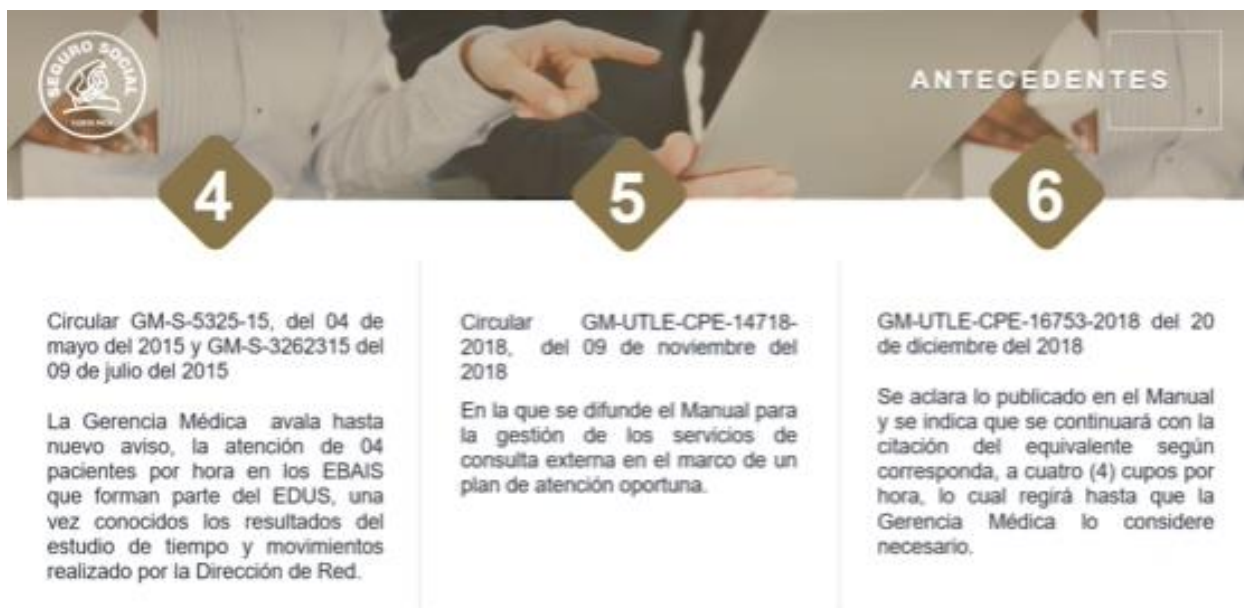 SEGURO SOCIAL
ANTECEDENTES
4
Circular GM-S-5325-15, del 04 de
mayo del 2015 y GM-S-3262315 del
09 de julio del 2015
La Gerencia Médica avala hasta
nuevo aviso, la atención de 04
pacientes por hora en los EBAIS
que forman parte del EDUS, una
vez conocidos los resultados del
estudio de tiempo y movimientos
realizado por la Dirección de Red.
5
Circular GM-UTLE-CPE-14718-
2018, del 09 de noviembre del
2018
En la que se difunde el Manual para
la gestión de los servicios de
consulta externa en el marco de un
plan de atención oportuna.
6
GM-UTLE-CPE-16753-2018 del 20
de diciembre del 2018
Se aclara lo publicado en el Manual
y se indica que se continuará con la
citación del equivalente según
corresponda, a cuatro (4) cupos por
hora, lo cual regirá hasta que la
Gerencia Médica lo considere
necesario.